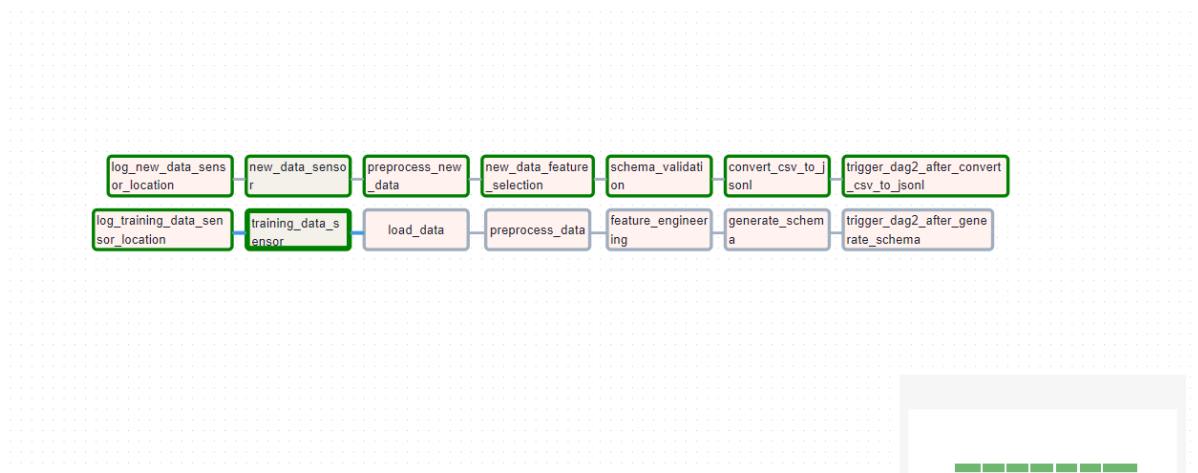 log_new_data_sens
or_location
new_data_senso
r
preprocess_new
_data
new_data_feature
_selection
schema_validati
on
convert_csv_to_j
sonl
trigger_dag2_after_convert
_csv_to_jsonl
log_training_data_sen
sor_location
training_data_s
ensor
load_data
preprocess_data
feature_engineer
ing
generate_schem
a
trigger_dag2_after_gene
rate_schema